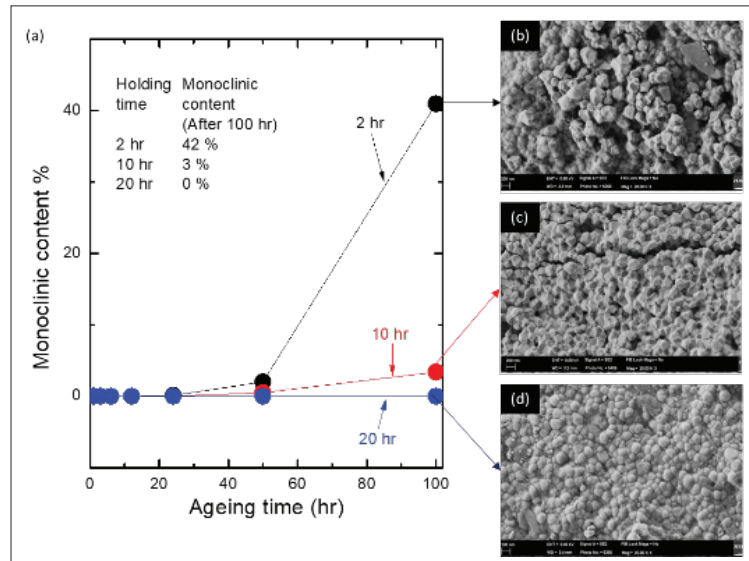 (a)
Holding Monoclinic
time content
(After 100 hr)
2 hr 42 %
10 hr 3 %
20 hr 0 %
2 hr
10 hr
20 hr
40
20
0
Monoclinic content %
0 20 40 60 80 100
Ageing time (hr)
(b)
(c)
(d)